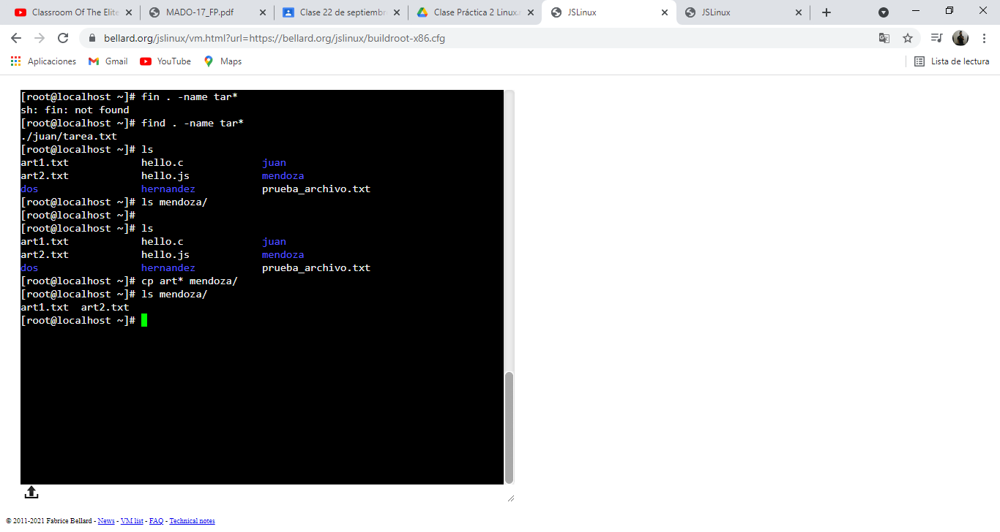 Classroom Of The Elite
MADO-17_FP.pdf
Clase 22 de septiembre
Clase Práctica 2 Linux.
JSLinux
JSLinux
bellard.org/jslinux/vm.html?url=https://bellard.org/jslinux/buildroot-x86.cfg
Aplicaciones Gmail YouTube Maps Lista de lectura
[root@localhost ~]# fin . -name tar*
sh: fin: not found
[root@localhost ~]# find . -name tar*
./juan/tarea.txt
[root@localhost ~]# ls
art1.txt hello.c juan
art2.txt hello.js mendoza
dos hernandez prueba_archivo.txt
[root@localhost ~]# ls mendoza/
[root@localhost ~]#
[root@localhost ~]# ls
art1.txt hello.c juan
art2.txt hello.js mendoza
dos hernandez prueba_archivo.txt
[root@localhost ~]# cp art* mendoza/
[root@localhost ~]# ls mendoza/
art1.txt art2.txt
[root@localhost ~]#
© 2011-2021 Fabrice Bellard - News - VM list - FAQ - Technical notes